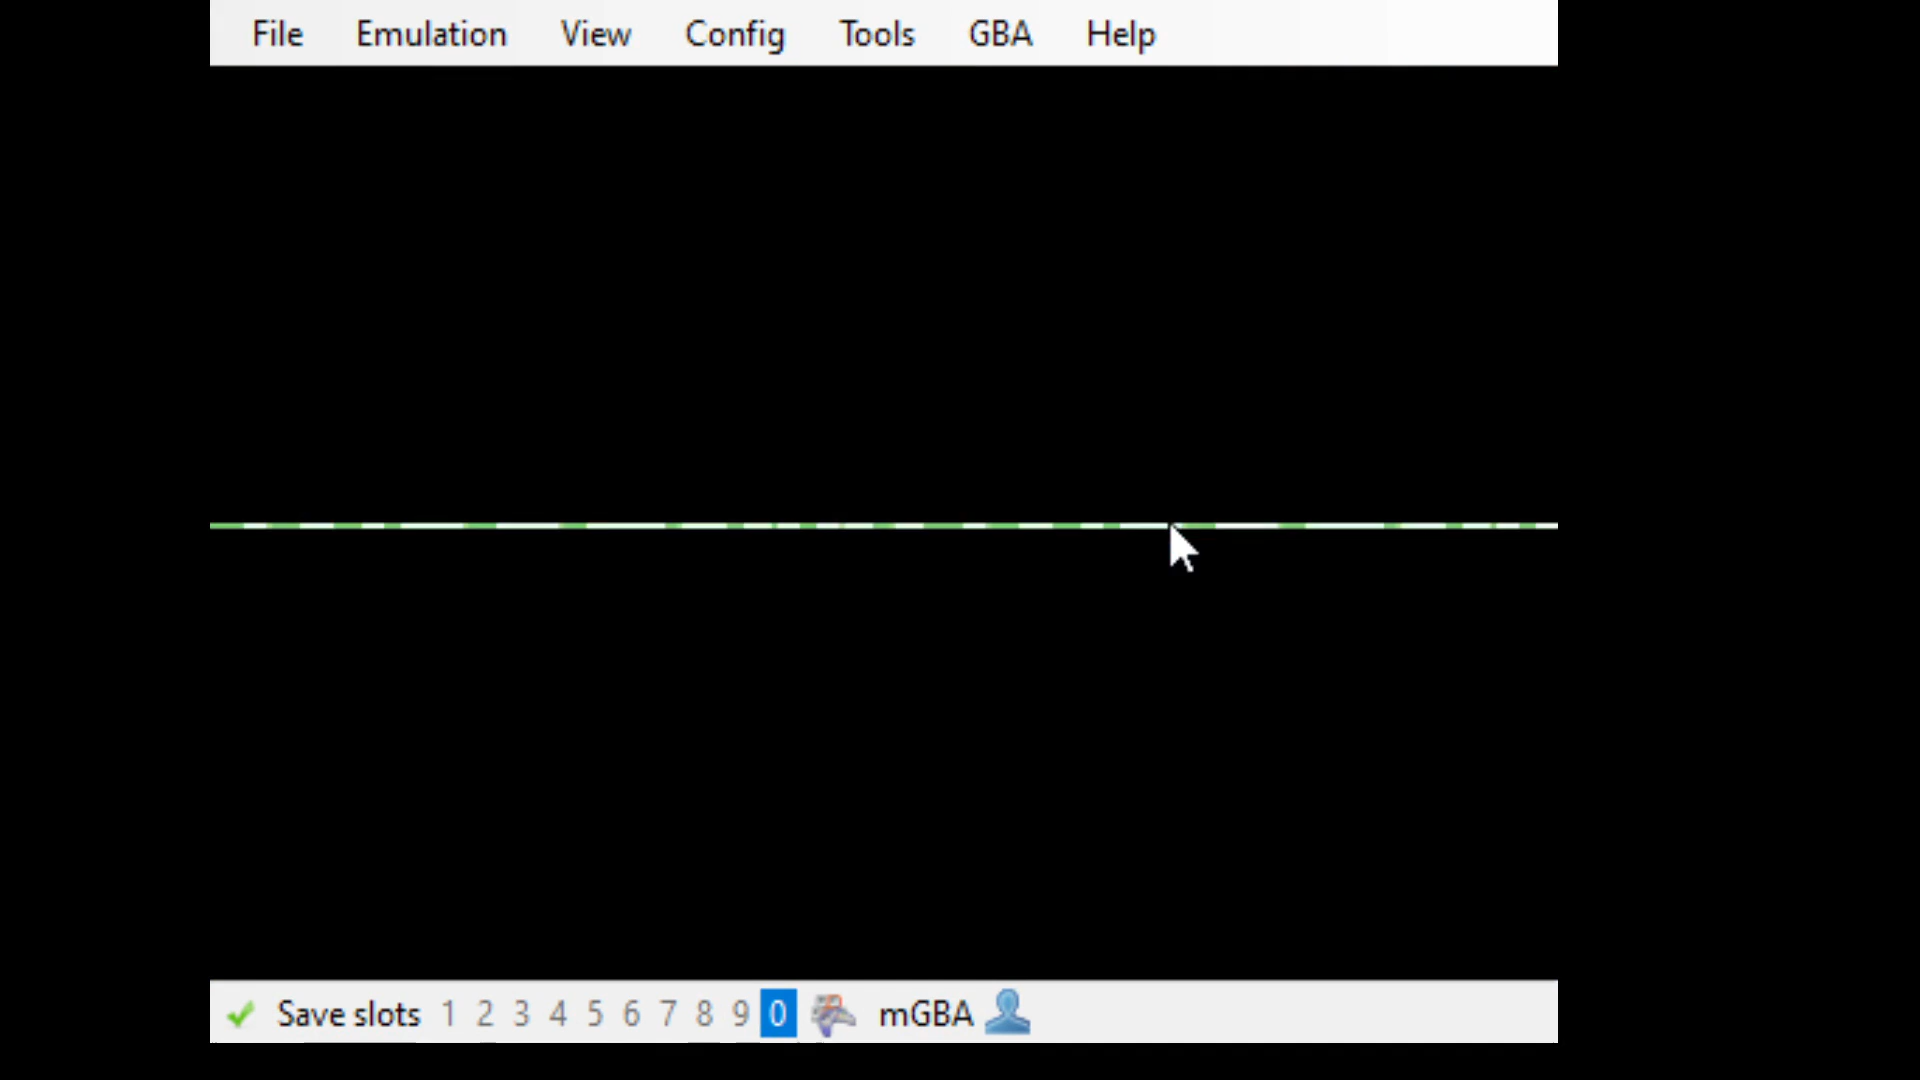 File Emulation View Config Tools GBA Help
Save slots 1 2 3 4 5 6 7 8 9 0 mGBA